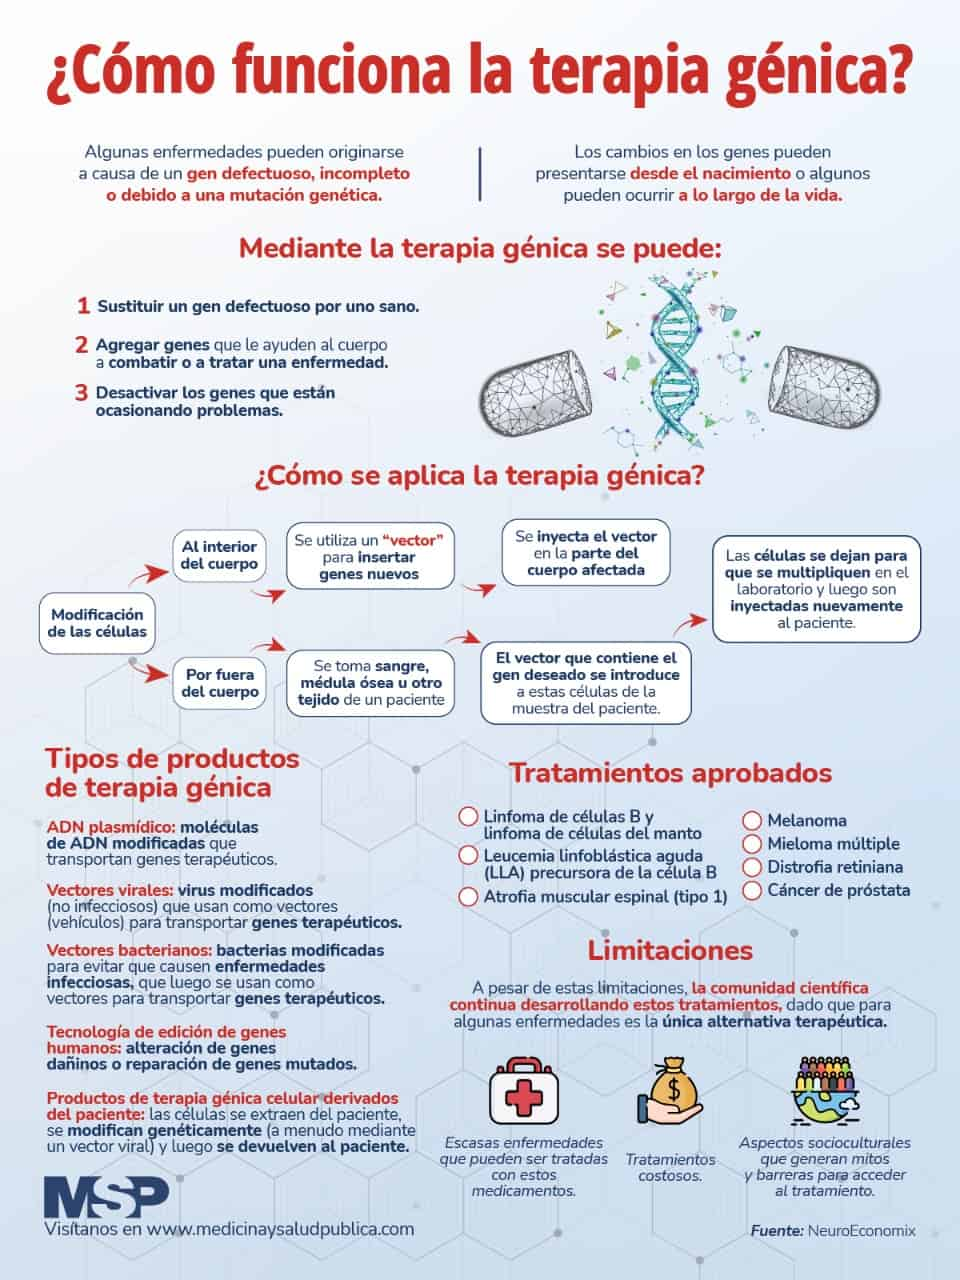 ¿Cómo funciona la terapia génica?
Algunas enfermedades pueden originarse
a causa de un gen defectuoso, incompleto
o debido a una mutación genética.
Los cambios en los genes pueden
presentarse desde el nacimiento o algunos
pueden ocurrir a lo largo de la vida.
Mediante la terapia génica se puede:
1 Sustituir un gen defectuoso por uno sano.
2 Agregar genes que le ayuden al cuerpo
a combatir o a tratar una enfermedad.
3 Desactivar los genes que están
ocasionando problemas.
¿Cómo se aplica la terapia génica?
Modificación
de las células
Al interior
del cuerpo
Se utiliza un “vector”
para insertar
genes nuevos
Se inyecta el vector
en la parte del
cuerpo afectada
Por fuera
del cuerpo
Se toma sangre,
médula ósea u otro
tejido de un paciente
El vector que contiene el
gen deseado se introduce
a estas células de la
muestra del paciente.
Las células se dejan para
que se multipliquen en el
laboratorio y luego son
inyectadas nuevamente
al paciente.
Tipos de productos
de terapia génica
ADN plasmídico: moléculas
de ADN modificadas que
transportan genes terapéuticos.
Vectores virales: virus modificados
(no infecciosos) que usan como vectores
(vehículos) para transportar genes terapéuticos.
Vectores bacterianos: bacterias modificadas
para evitar que causen enfermedades
infecciosas, que luego se usan como
vectores para transportar genes terapéuticos.
Tecnología de edición de genes
humanos: alteración de genes
dañinos o reparación de genes mutados.
Productos de terapia génica celular derivados
del paciente: las células se extraen del paciente,
se modifican genéticamente (a menudo mediante
un vector viral) y luego se devuelven al paciente.
Tratamientos aprobados
Linfoma de células B y
linfoma de células del manto
Leucemia linfoblástica aguda
(LLA) precursora de la célula B
Atrofia muscular espinal (tipo 1)
Melanoma
Mieloma múltiple
Distrofia retiniana
Cáncer de próstata
Limitaciones
A pesar de estas limitaciones, la comunidad científica
continua desarrollando estos tratamientos, dado que para
algunas enfermedades es la única alternativa terapéutica.
$
Escasas enfermedades
que pueden ser tratadas
con estos
medicamentos.
Tratamientos
costosos.
Aspectos socioculturales
que generan mitos
y barreras para acceder
al tratamiento.
MSP
Visítanos en www.medicinaysaludpublica.com
Fuente: NeuroEconomix